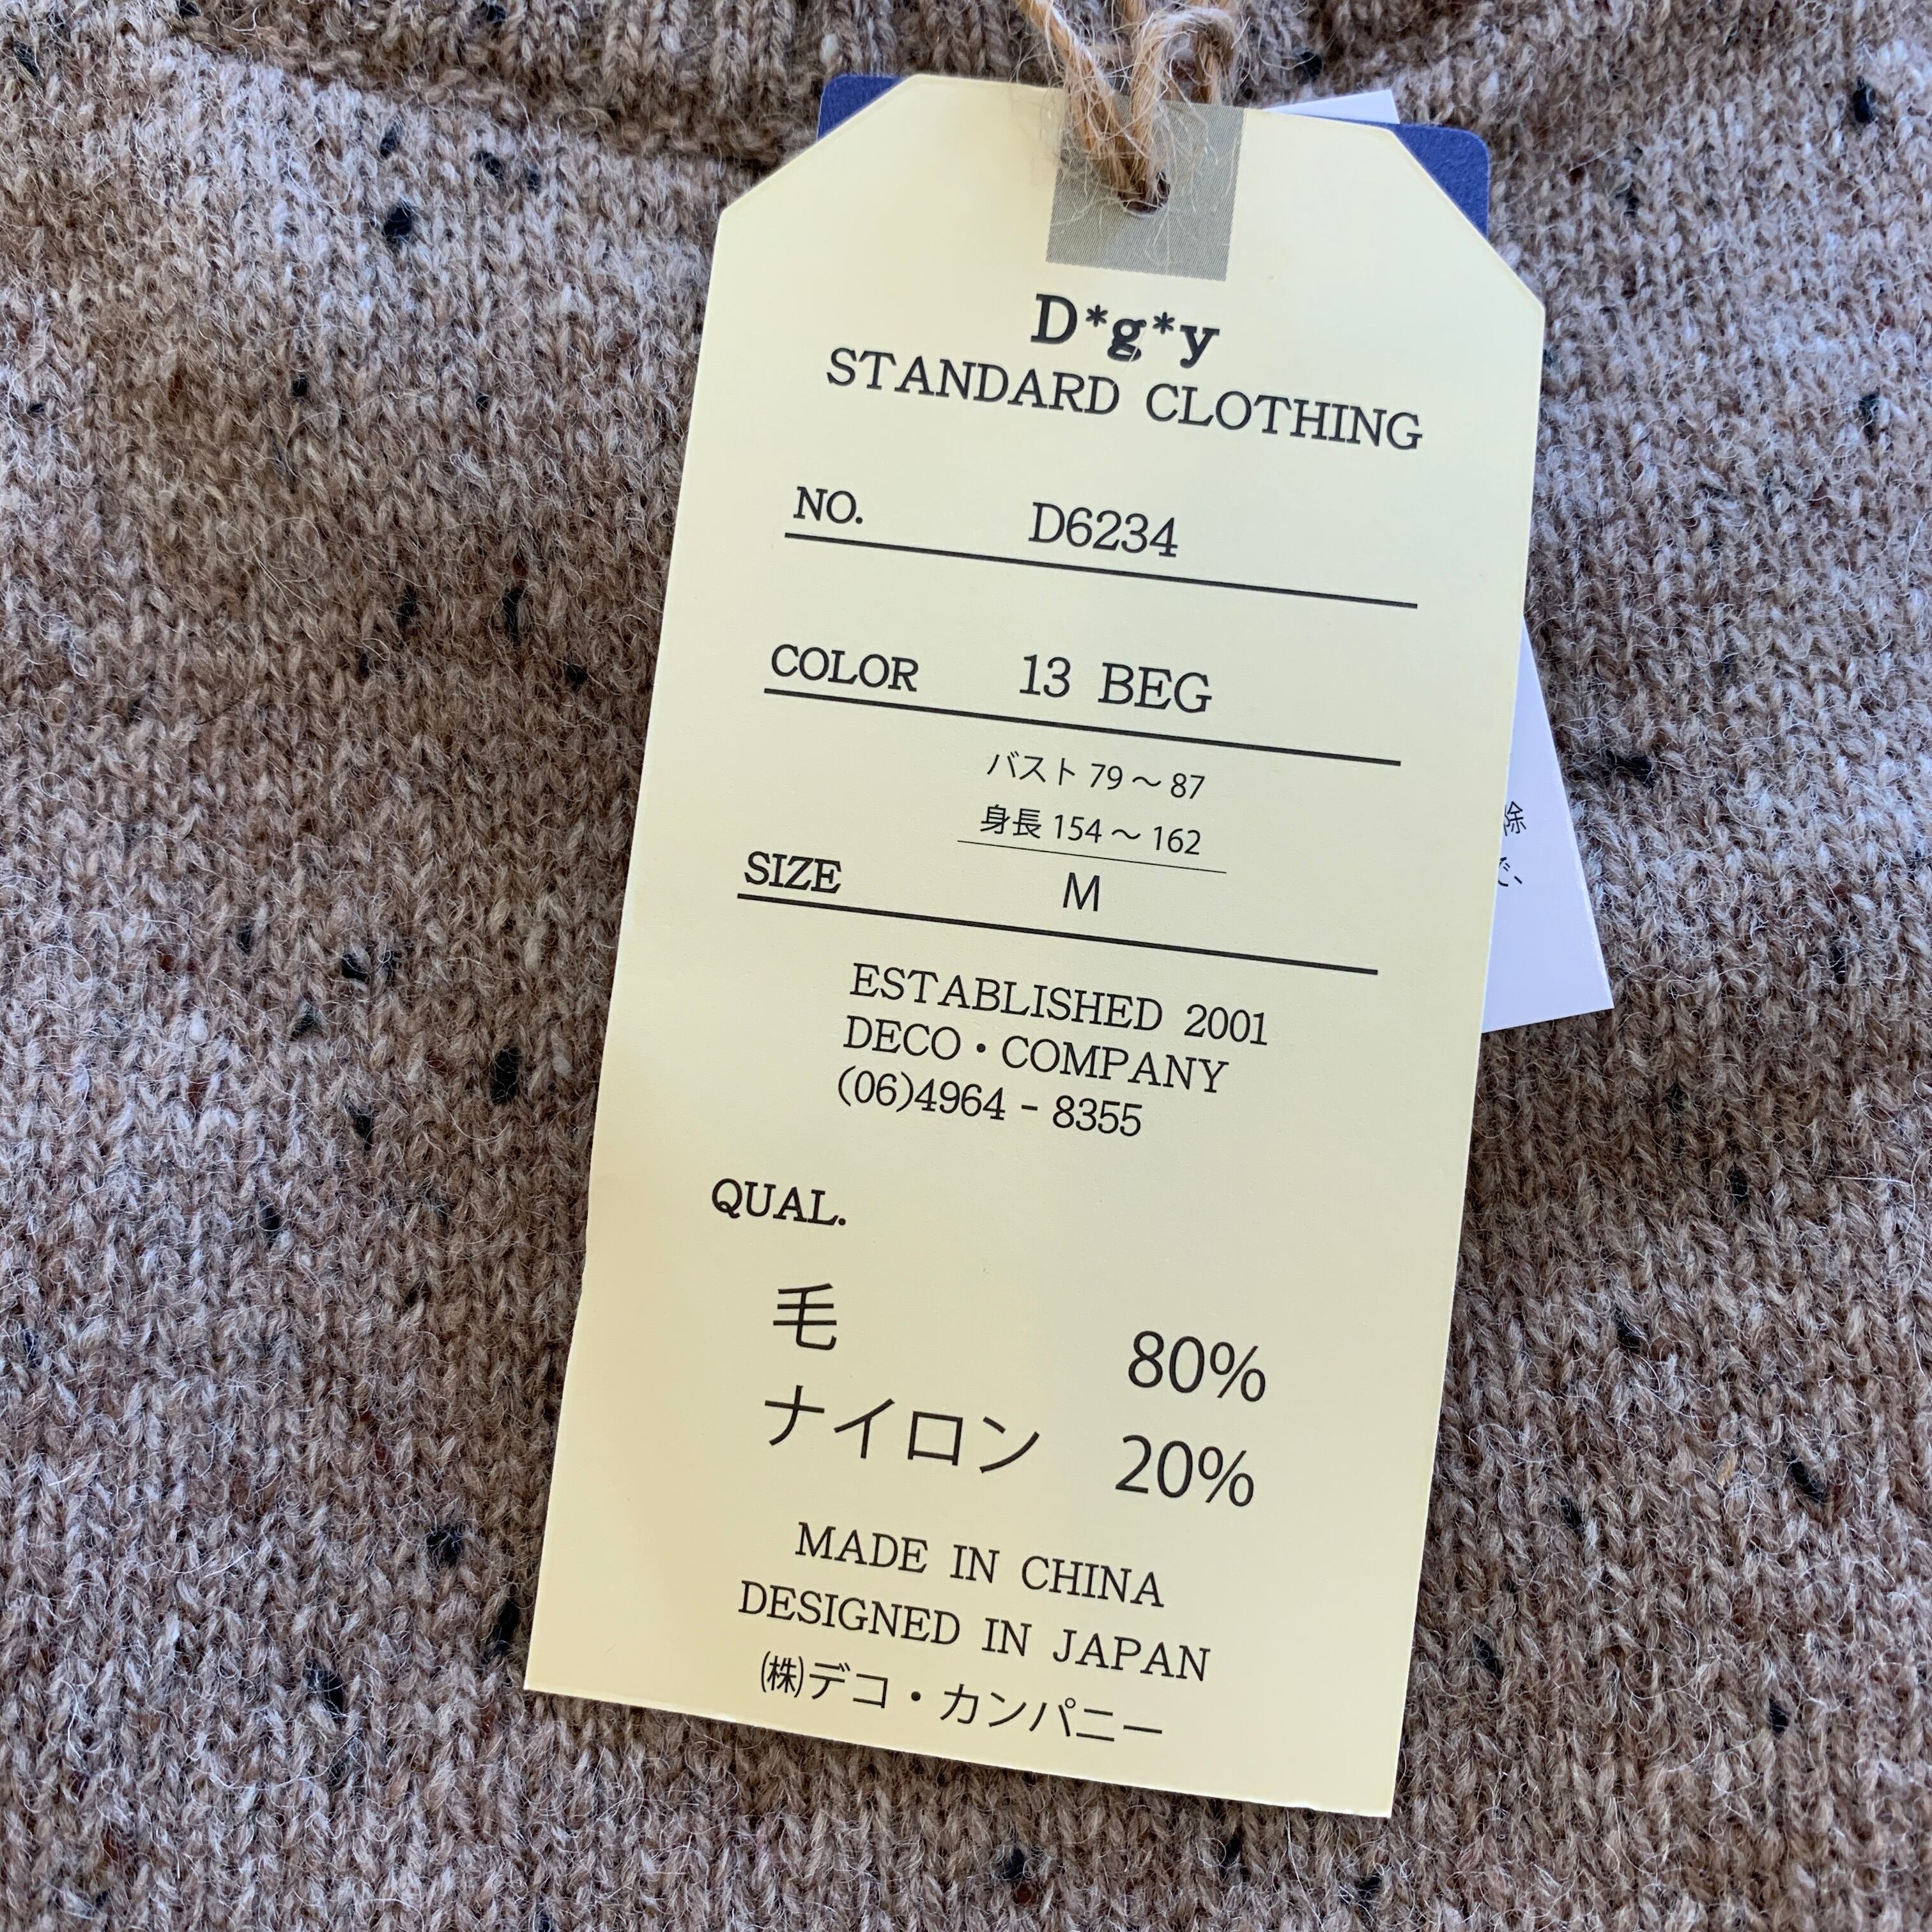 D*g*y
STANDARD CLOTHING
NO. D6234
COLOR 13 BEG
バスト 79～87
身長 154～162
SIZE M
ESTABLISHED 2001
DECO・COMPANY
(06)4964-8355
QUAL.
毛 80%
ナイロン 20%
MADE IN CHINA
DESIGNED IN JAPAN
㈱デコ・カンパニー
除
で、